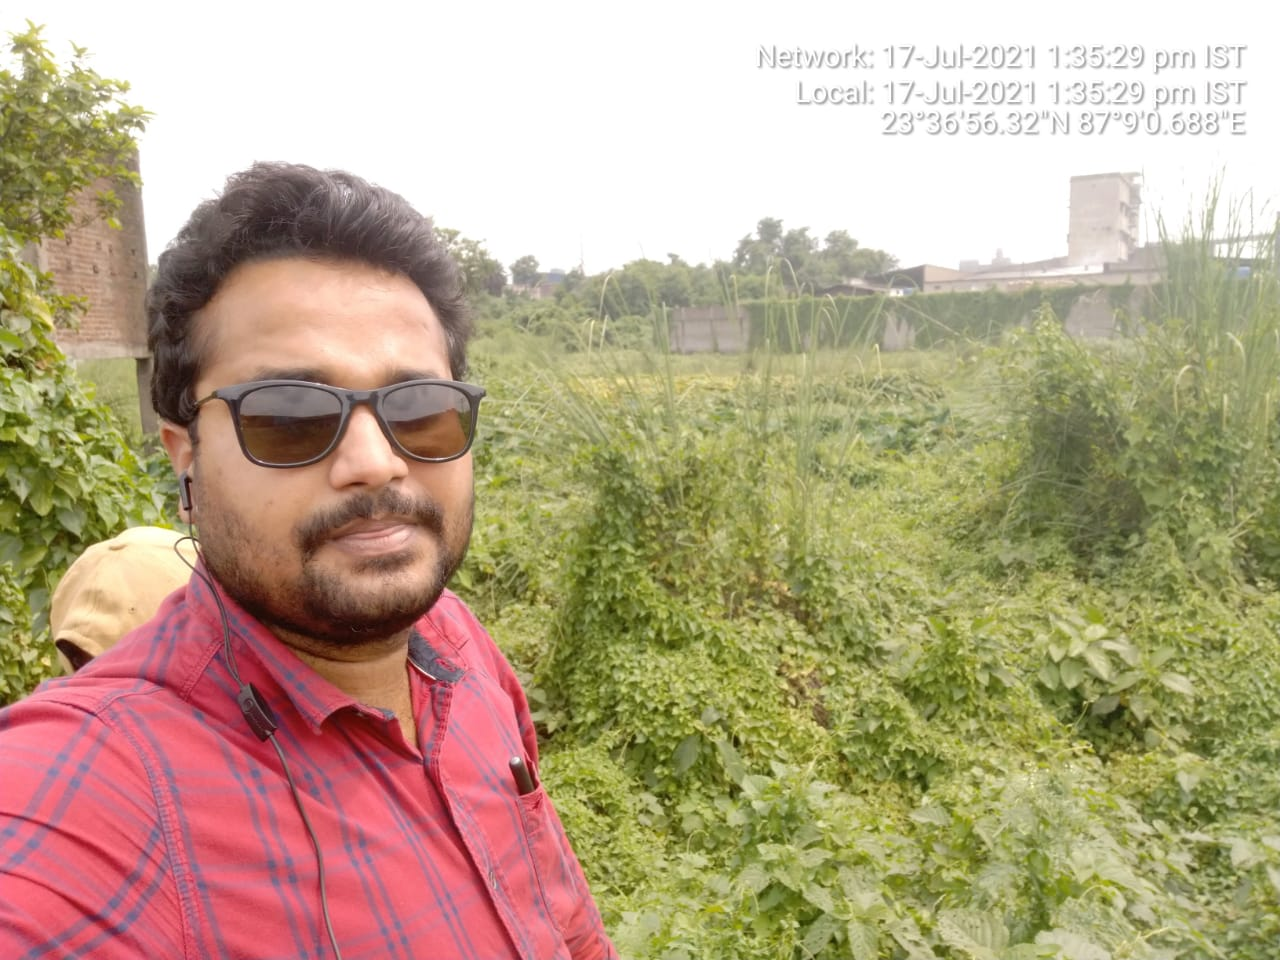 Network: 17-Jul-2021 1:35:29 pm IST
Local: 17-Jul-2021 1:35:29 pm IST
23°36'56.32"N 87°9'0.688"E